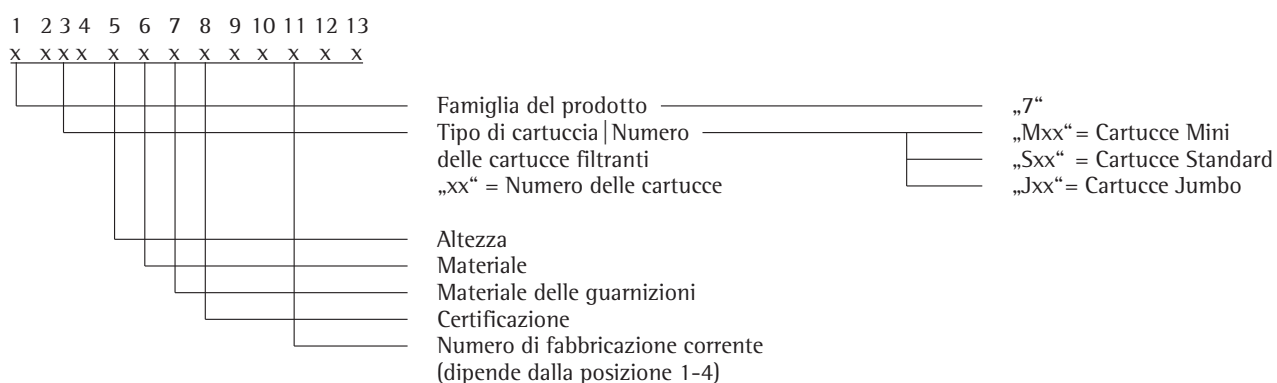 1 2 3 4 5 6 7 8 9 10 11 12 13
x x x x x x x x x x x x x
Famiglia del prodotto „7“
Tipo di cartuccia|Numero „Mxx“ = Cartucce Mini
delle cartucce filtranti „Sxx“ = Cartucce Standard
„xx“ = Numero delle cartucce „Jxx“ = Cartucce Jumbo
Altezza
Materiale
Materiale delle guarnizioni
Certificazione
Numero di fabbricazione corrente
(dipende dalla posizione 1-4)